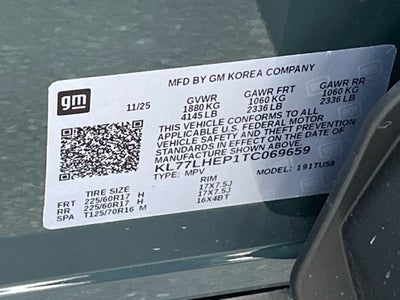 MFD BY GM KOREA COMPANY
gm 11/25 GVWR GAWR FRT GAWR RR
1880 KG 1060 KG 1060 KG
4145 LB 2336 LB 2336 LB
THIS VEHICLE CONFORMS TO ALL
APPLICABLE U.S. FEDERAL MOTOR
VEHICLE SAFETY AND THEFT PREVENTION
STANDARDS IN EFFECT ON THE DATE OF
MANUFACTURE SHOWN ABOVE.
KL77LHEP1TC069659
TYPE: MPV MODEL: 191TU58
TIRE SIZE RIM
FRT 225/60R17 H 17X7.5J
RR 225/60R17 H 17X7.5J
SPA T125/70R16 M 16X4BT